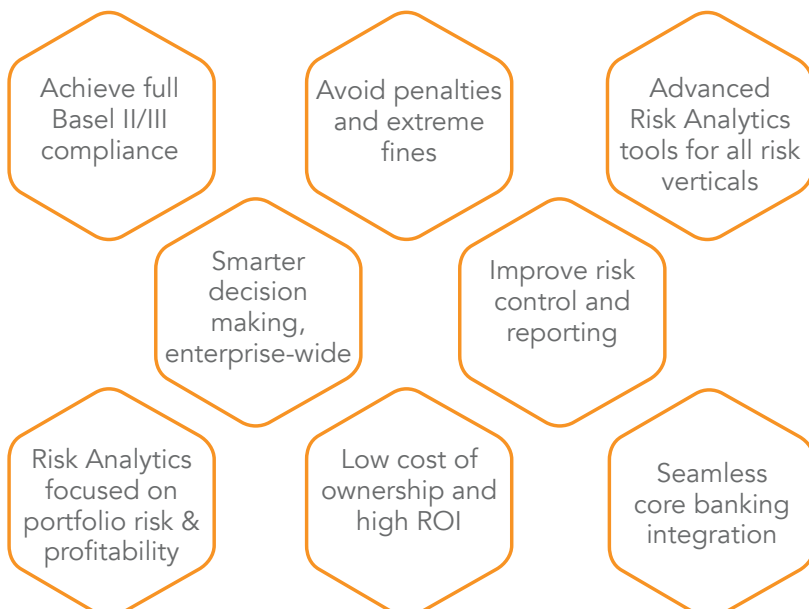 Achieve full
Basel II/III
compliance
Avoid penalties
and extreme
fines
Advanced
Risk Analytics
tools for all risk
verticals
Smarter
decision
making,
enterprise-wide
Improve risk
control and
reporting
Risk Analytics
focused on
portfolio risk &
profitability
Low cost of
ownership and
high ROI
Seamless
core banking
integration